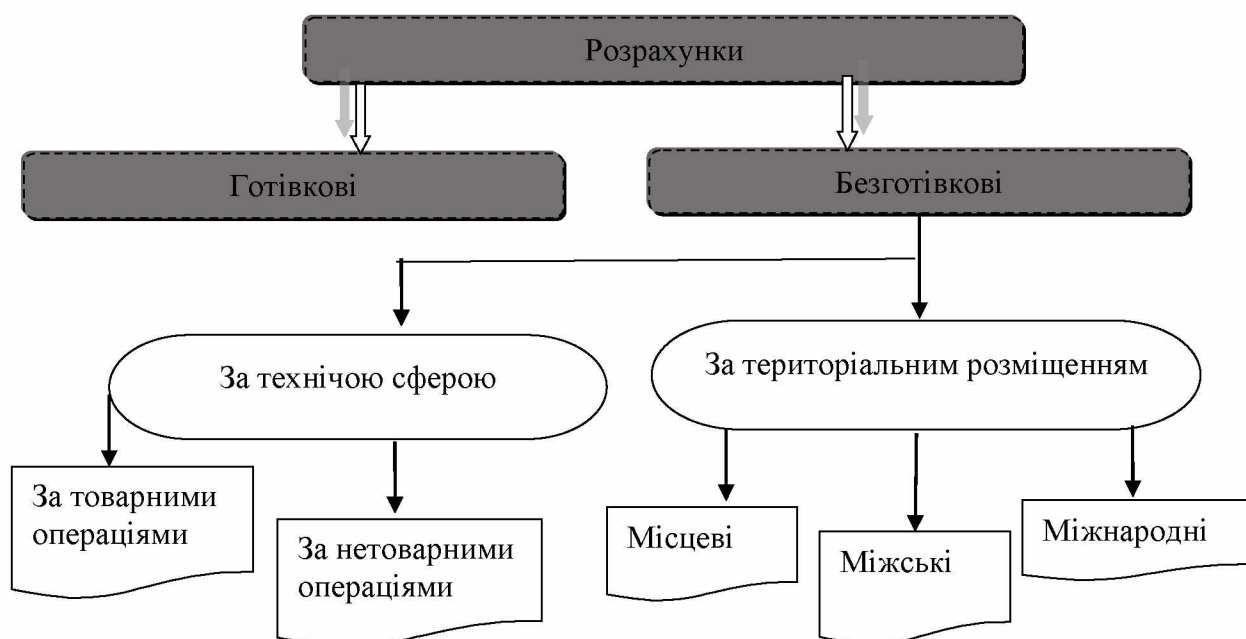 Розрахунки
Готівкові
Безготівкові
За технічою сферою
За територіальним розміщенням
За товарними
операціями
За нетоварними
операціями
Місцеві
Міжські
Міжнародні